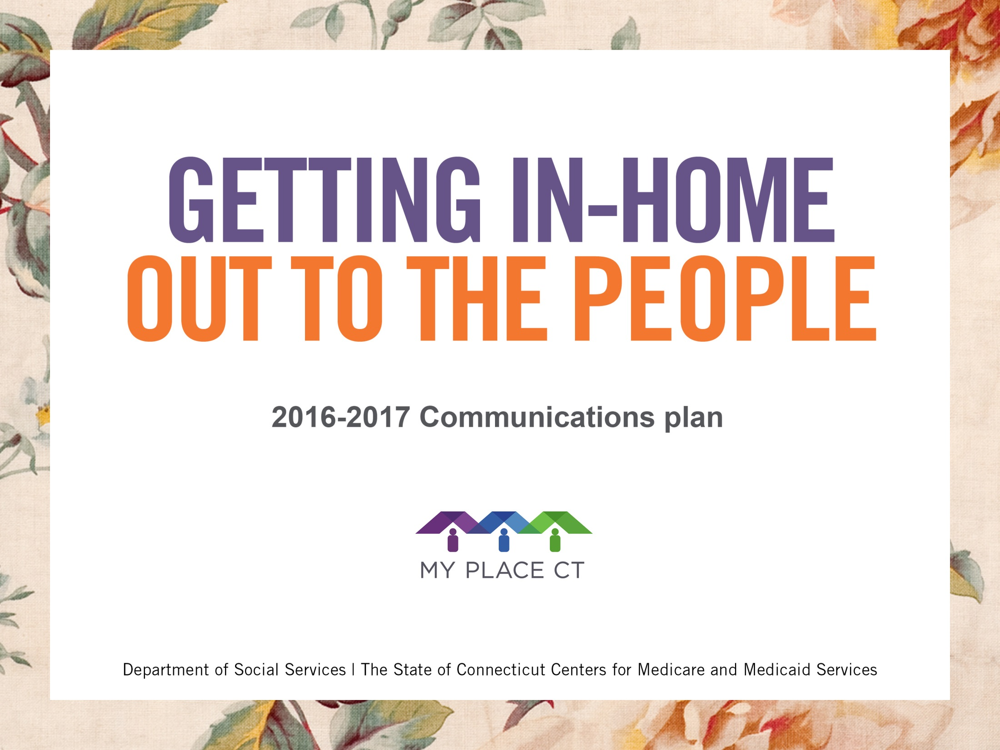 GETTING IN-HOME
OUT TO THE PEOPLE
2016-2017 Communications plan
MY PLACE CT
Department of Social Services | The State of Connecticut Centers for Medicare and Medicaid Services